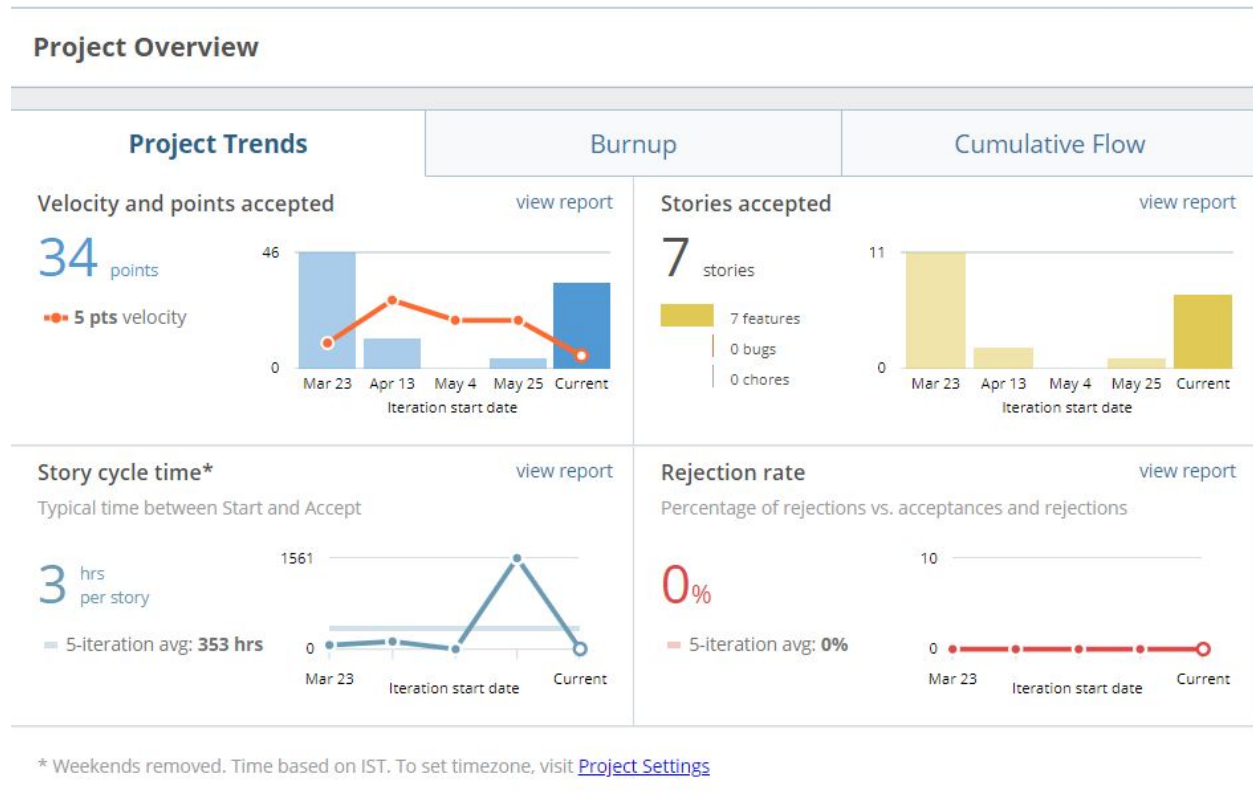 Project Overview
Project Trends
Burnup
Cumulative Flow
Velocity and points accepted
view report
34 points
5 pts velocity
46
0
Mar 23 Apr 13 May 4 May 25 Current
Iteration start date
Stories accepted
view report
7 stories
7 features
0 bugs
0 chores
11
0
Mar 23 Apr 13 May 4 May 25 Current
Iteration start date
Story cycle time*
view report
Typical time between Start and Accept
3 hrs
per story
5-iteration avg: 353 hrs
1561
0
Mar 23 Iteration start date Current
Rejection rate
view report
Percentage of rejections vs. acceptances and rejections
0%
5-iteration avg: 0%
10
0
Mar 23 Iteration start date Current
* Weekends removed. Time based on IST. To set timezone, visit Project Settings